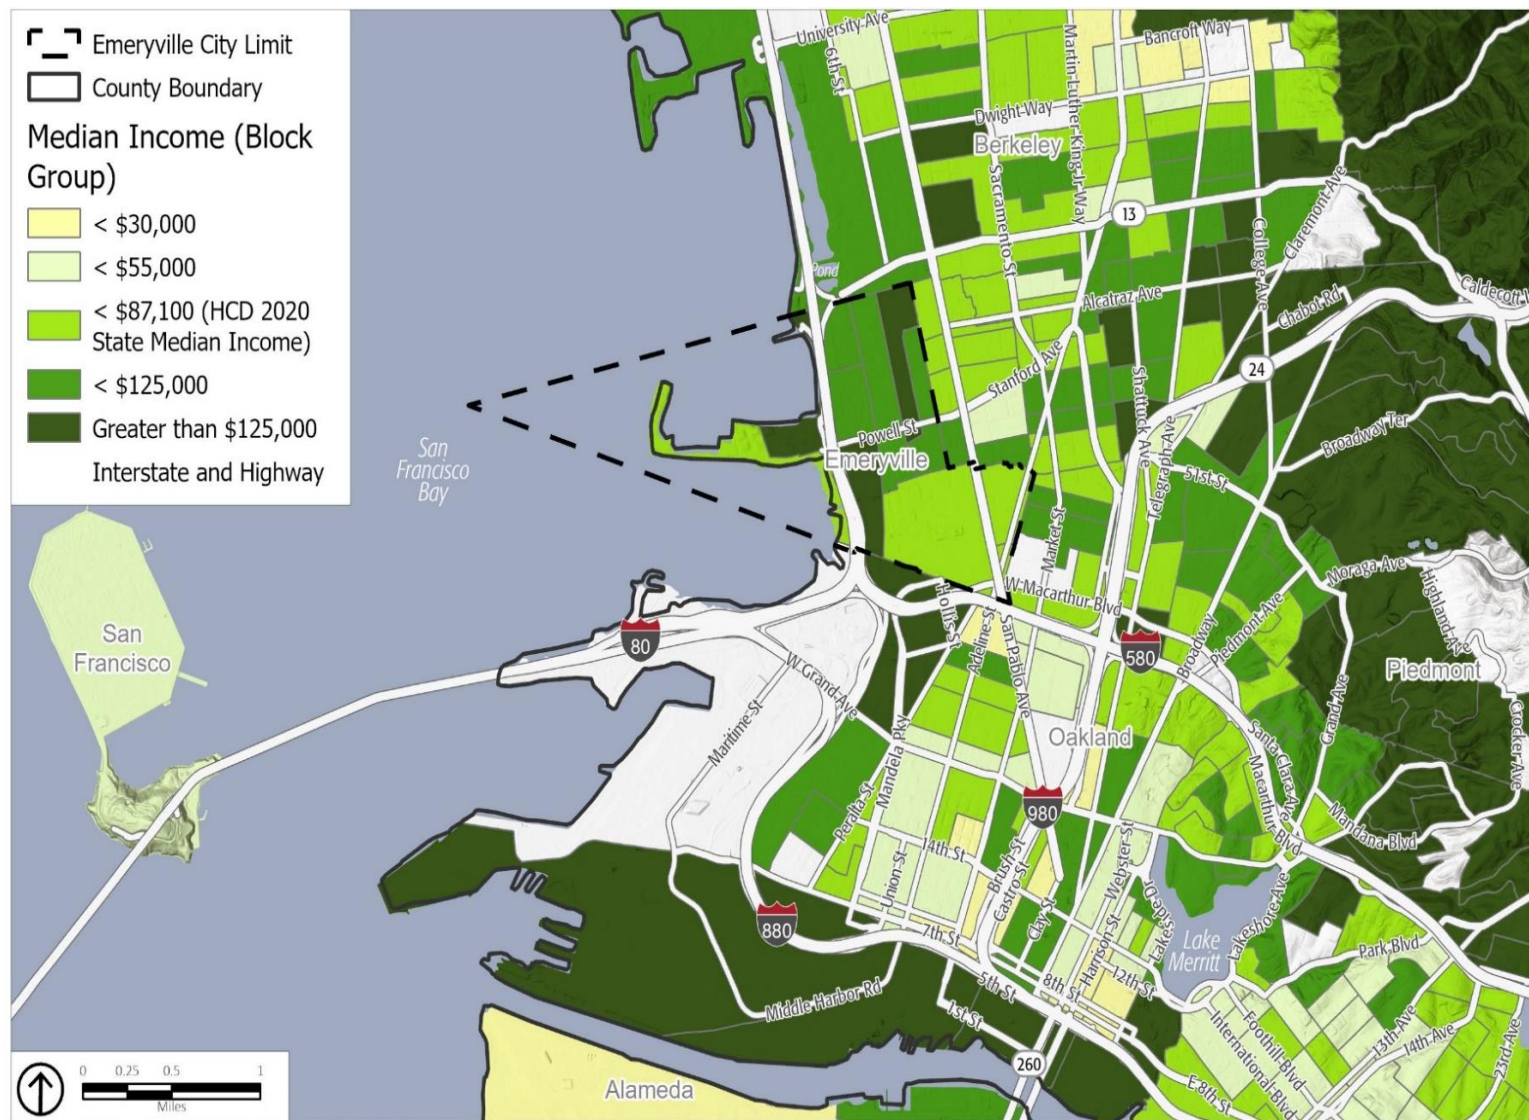 Emeryville City Limit
County Boundary
Median Income (Block
Group)
< $30,000
< $55,000
< $87,100 (HCD 2020
State Median Income)
< $125,000
Greater than $125,000
Interstate and Highway
University Ave
6th St
Martin Luther King Jr Way
Bancroft Way
Dwight Way
Berkeley
Sacramento St
13
College Ave
Claremont Ave
Pond
Alcatraz Ave
Chabot Rd
Caldecott
Stanford Ave
Shattuck Ave
24
Powell St
Emeryville
Telegraph Ave
Broadway Ter
51st St
San
Francisco
Bay
Market St
Moraga Ave
Highland Ave
W Macarthur Blvd
Hollis St
Adeline St
San Pablo Ave
Broadway
Piedmont Ave
San
Francisco
80
580
Piedmont
W Grand Ave
Maritime St
Mandela Pky
Oakland
Grand Ave
Crocker Ave
Santa Clara Ave
Macarthur Blvd
Peralta St
980
Mandana Blvd
14th St
Union St
Brush St
Castro St
Webster St
Clay St
880
7th St
Harrison St
Lakeside Dr
Lake
Merritt
Lakeshore Ave
Park Blvd
5th St
8th St
12th St
Middle Harbor Rd
1st St
International Blvd
Foothill Blvd
13th Ave
14th Ave
23rd Ave
260
E 8th St
Alameda
0 0.25 0.5 1
Miles